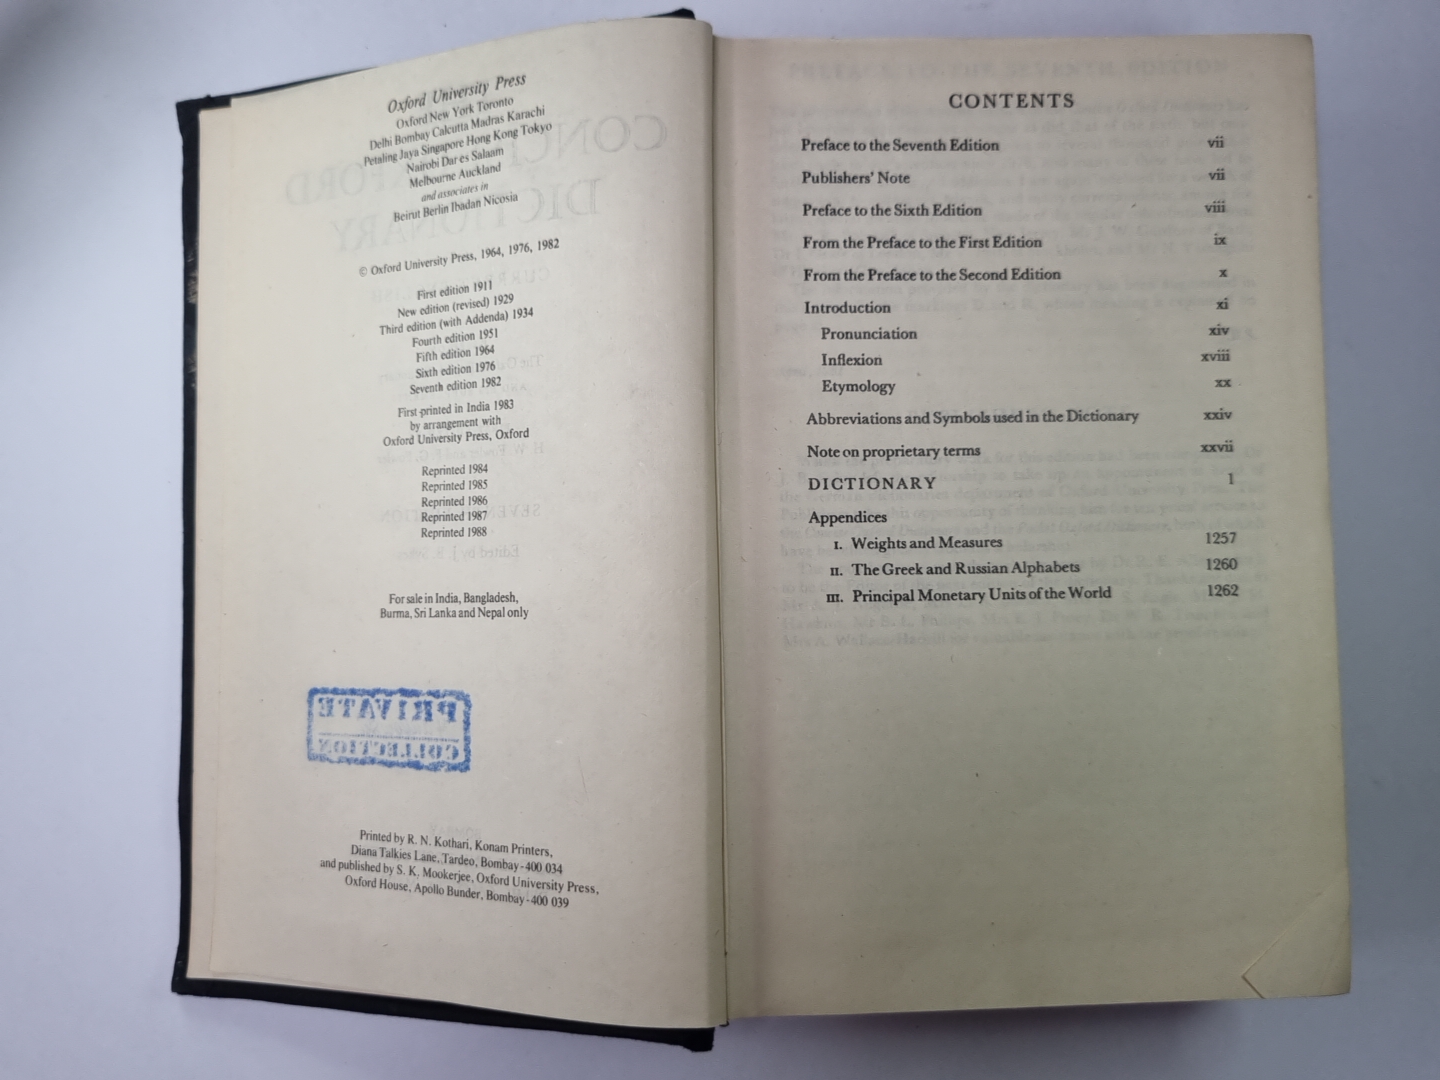 Oxford University Press
Oxford New York Toronto
Delhi Bombay Calcutta Madras Karachi
Petaling Jaya Singapore Hong Kong Tokyo
Nairobi Dar es Salaam
Melbourne Auckland
and associates in
Beirut Berlin Ibadan Nicosia
© Oxford University Press, 1964, 1976, 1982
First edition 1911
New edition (revised) 1929
Third edition (with Addenda) 1934
Fourth edition 1951
Fifth edition 1964
Sixth edition 1976
Seventh edition 1982
First printed in India 1983
by arrangement with
Oxford University Press, Oxford
Reprinted 1984
Reprinted 1985
Reprinted 1986
Reprinted 1987
Reprinted 1988
For sale in India, Bangladesh,
Burma, Sri Lanka and Nepal only
PRIVATE
COLLECTION
Printed by R. N. Kothari, Konam Printers,
Diana Talkies Lane, Tardeo, Bombay-400 034
and published by S. K. Mookerjee, Oxford University Press,
Oxford House, Apollo Bunder, Bombay-400 039
CONTENTS
Preface to the Seventh Edition vii
Publishers' Note vii
Preface to the Sixth Edition viii
From the Preface to the First Edition ix
From the Preface to the Second Edition x
Introduction xi
Pronunciation xiv
Inflexion xviii
Etymology xx
Abbreviations and Symbols used in the Dictionary xxiv
Note on proprietary terms xxvii
DICTIONARY 1
Appendices
I. Weights and Measures 1257
II. The Greek and Russian Alphabets 1260
III. Principal Monetary Units of the World 1262